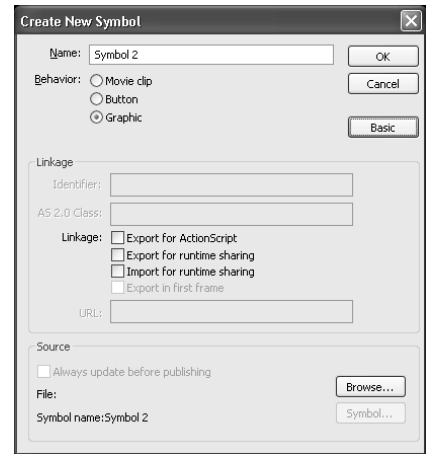 Create New Symbol
Name: Symbol 2
OK
Behavior: Movie clip
Cancel
Button
Graphic
Basic
Linkage
Identifier:
AS 2.0 Class:
Linkage: Export for ActionScript
Export for runtime sharing
Import for runtime sharing
Export in first frame
URL:
Source
Always update before publishing
File:
Browse...
Symbol name:Symbol 2
Symbol...